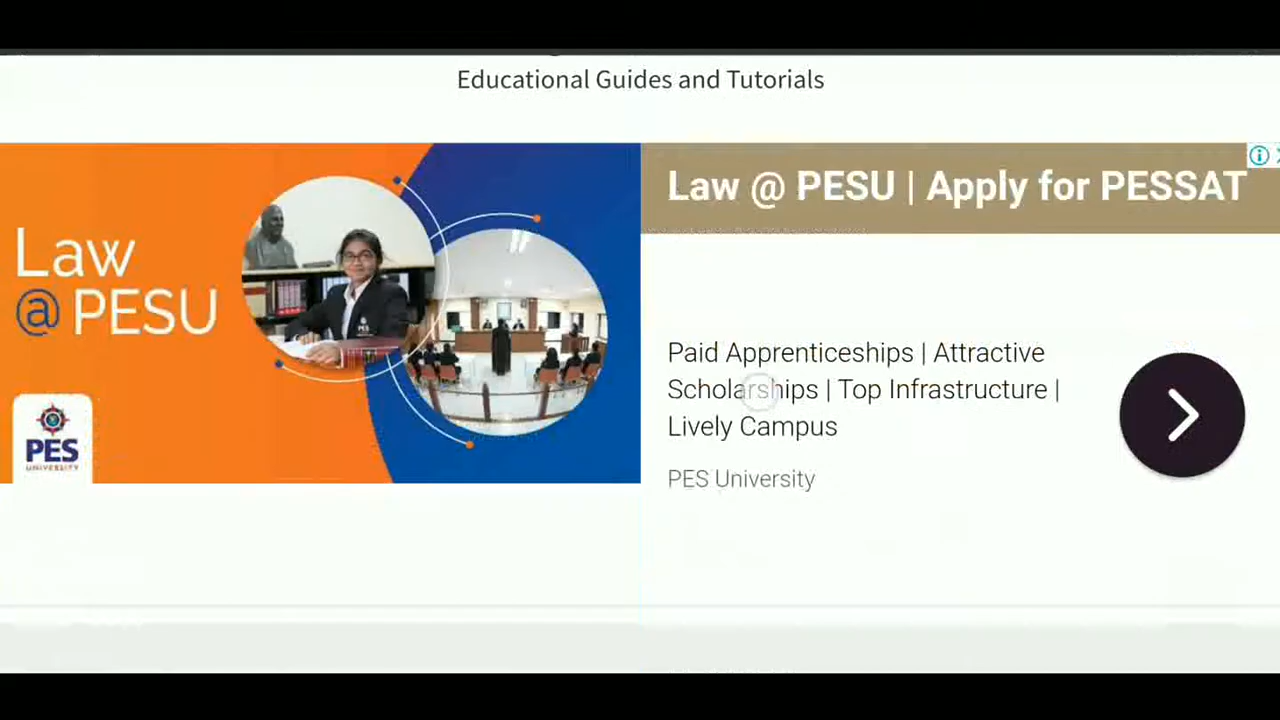 Educational Guides and Tutorials
Law
@ PESU
PES
UNIVERSITY
PES
Law @ PESU | Apply for PESSAT
Paid Apprenticeships | Attractive
Scholarships | Top Infrastructure |
Lively Campus
PES University